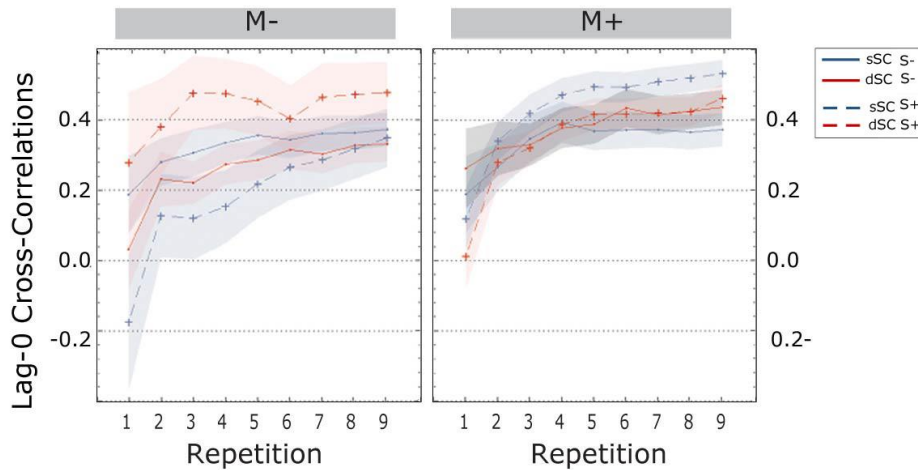 M- M+
sSC S-
dSC S-
sSC S+
dSC S+
Lag-0 Cross-Correlations
0.4 0.4
0.2 0.2
0.0 0.0
-0.2 0.2-
1 2 3 4 5 6 7 8 9 1 2 3 4 5 6 7 8 9
Repetition Repetition